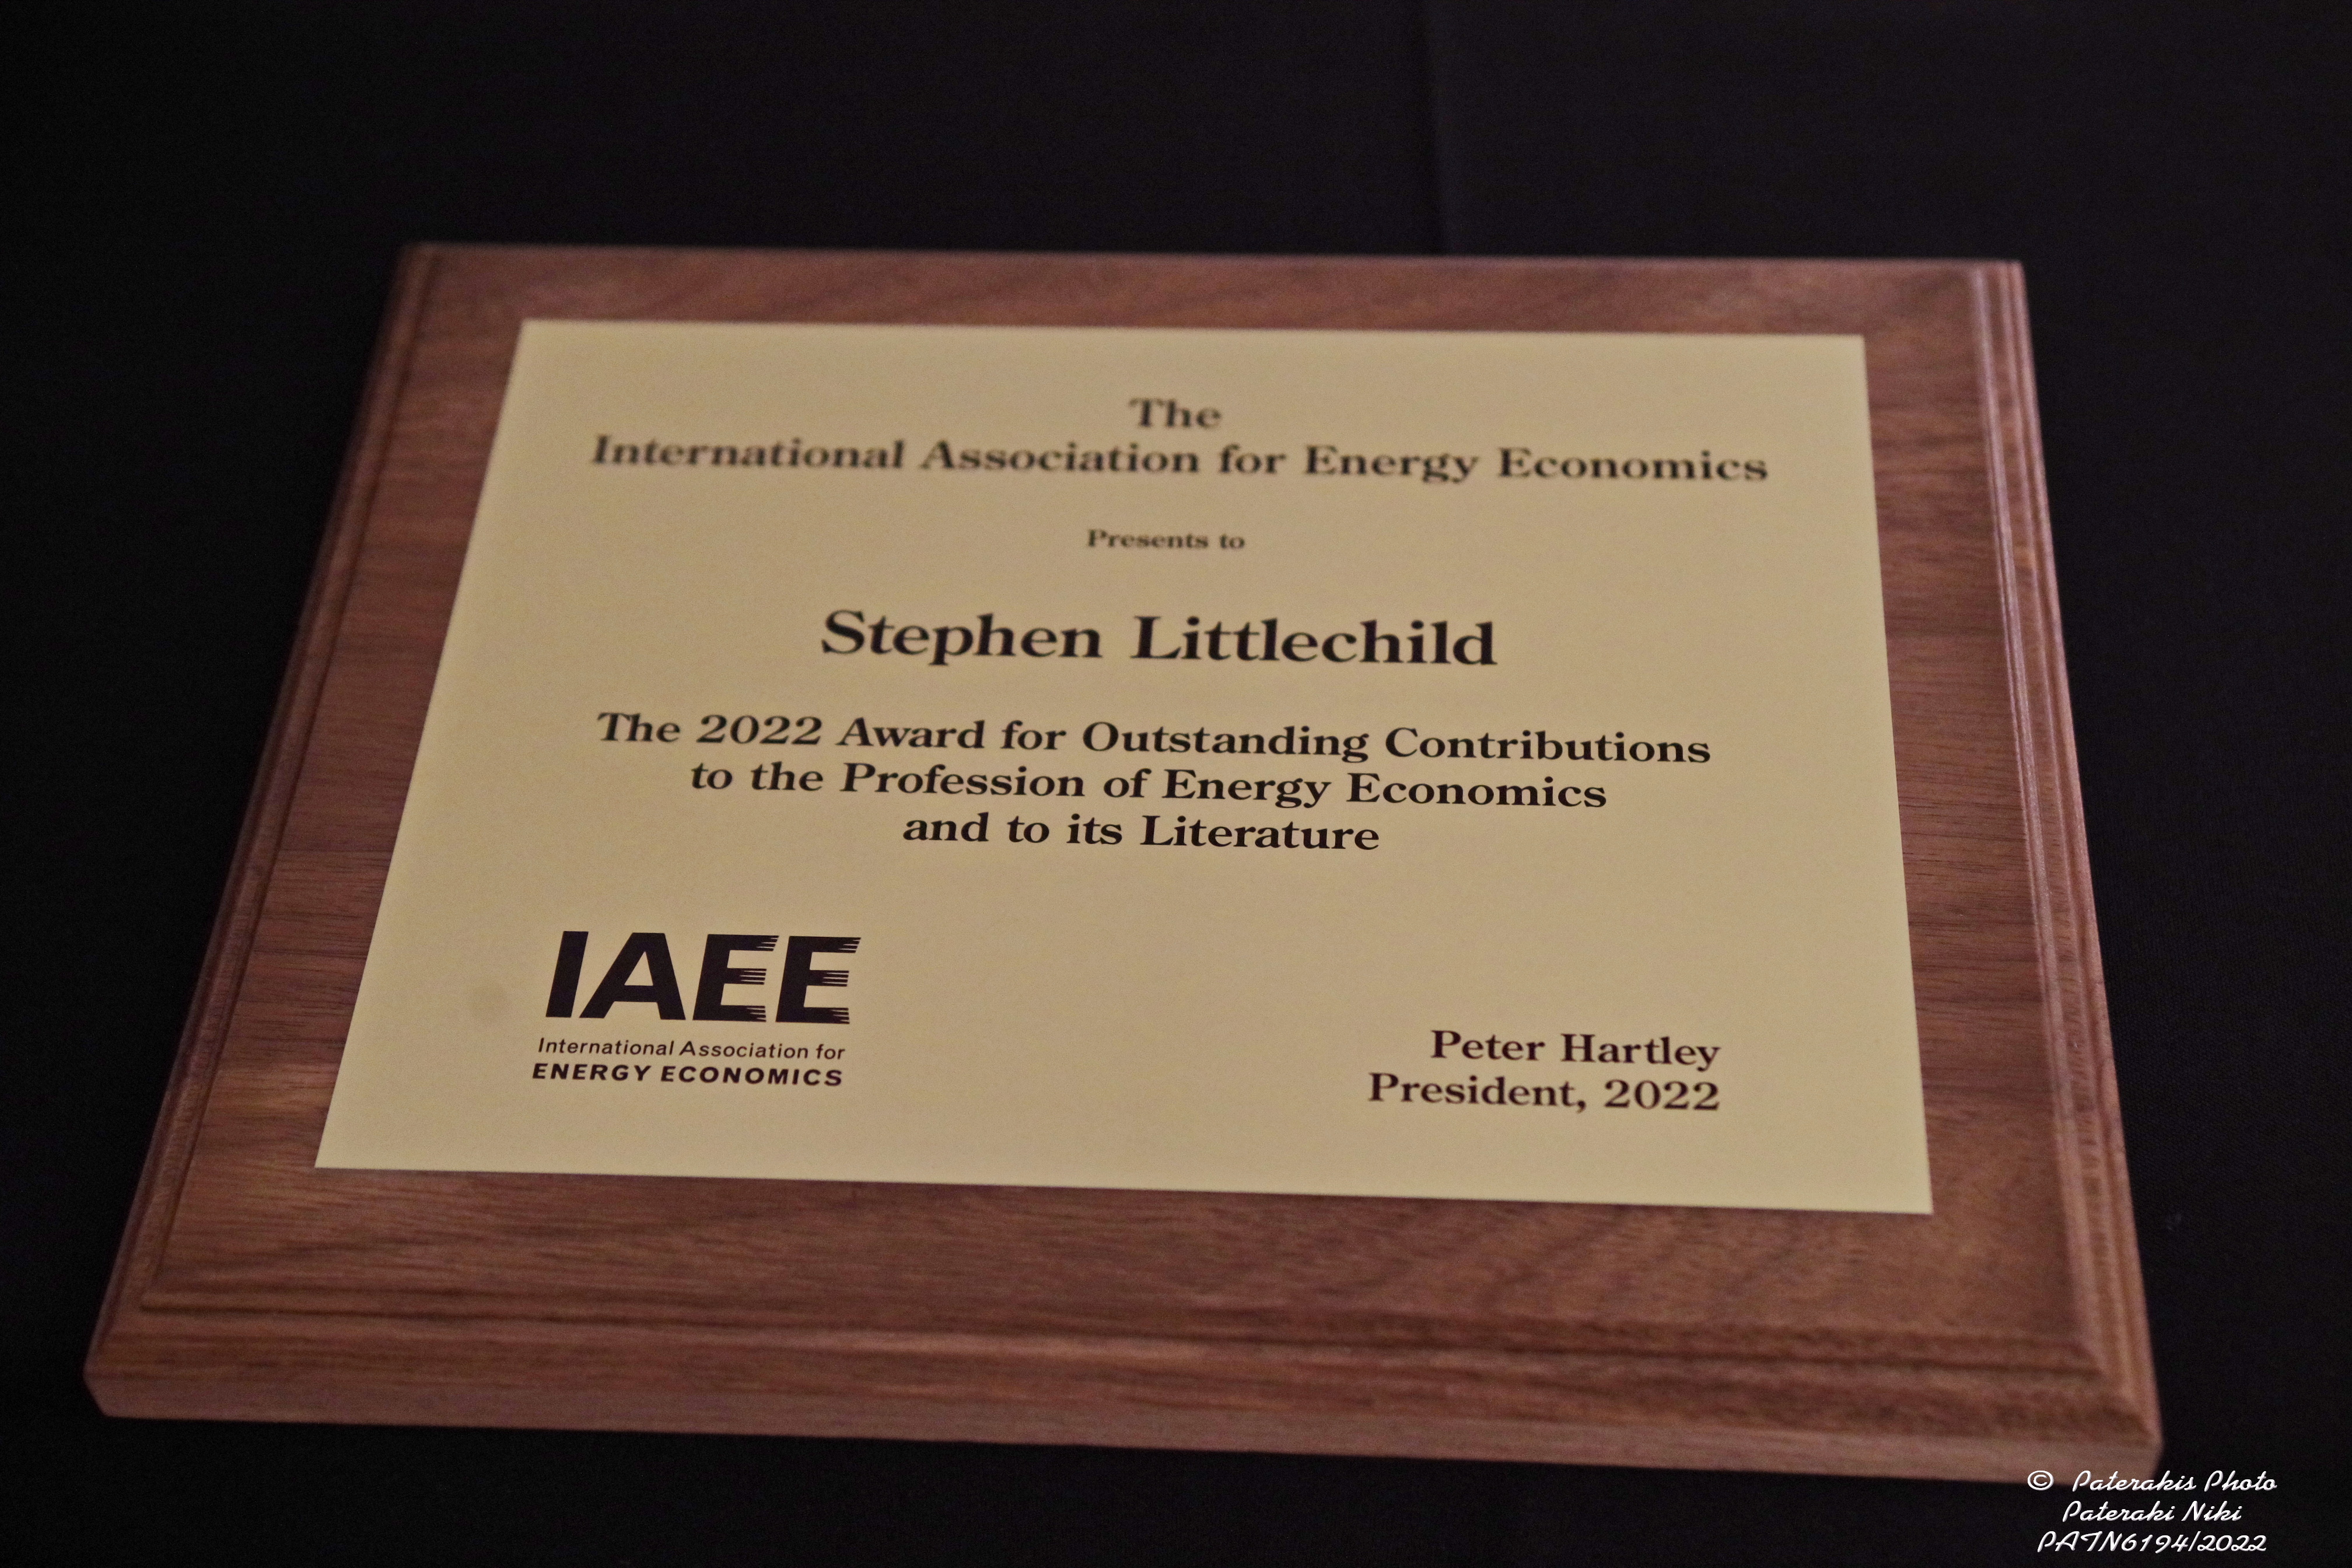 The
International Association for Energy Economics
Presents to
Stephen Littlechild
The 2022 Award for Outstanding Contributions
to the Profession of Energy Economics
and to its Literature
IAEE
International Association for
ENERGY ECONOMICS
Peter Hartley
President, 2022
© Paterakis Photo
Pateraki Niki
PATN6194/2022